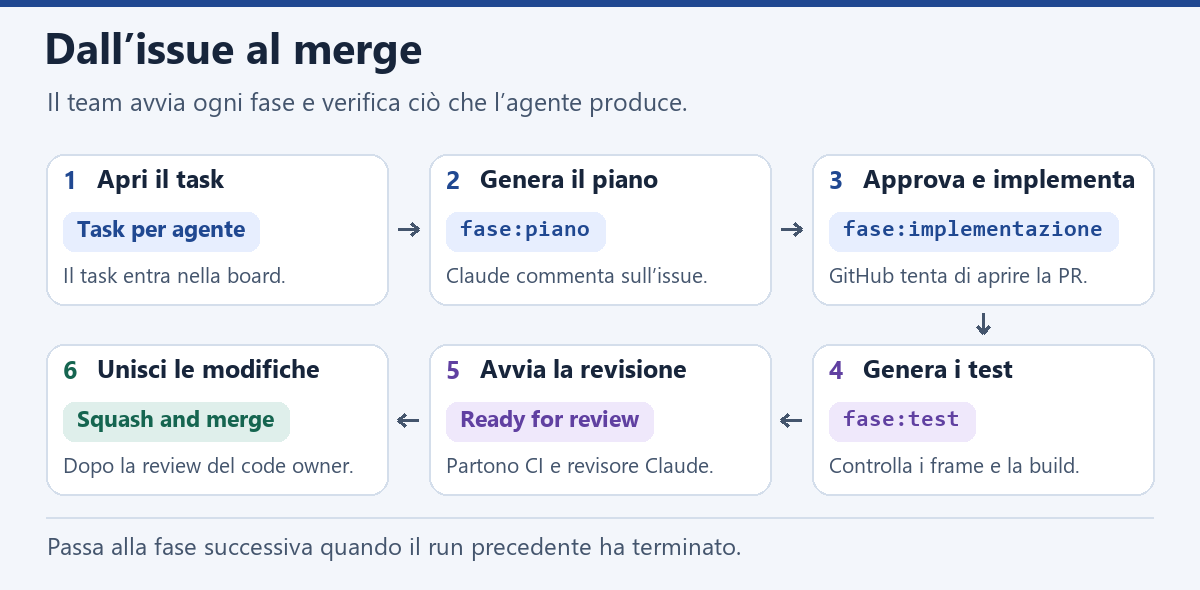 Dall’issue al merge
Il team avvia ogni fase e verifica ciò che l’agente produce.
1 Apri il task
Task per agente
Il task entra nella board.
2 Genera il piano
fase:piano
Claude commenta sull’issue.
3 Approva e implementa
fase:implementazione
GitHub tenta di aprire la PR.
4 Genera i test
fase:test
Controlla i frame e la build.
5 Avvia la revisione
Ready for review
Partono CI e revisore Claude.
6 Unisci le modifiche
Squash and merge
Dopo la review del code owner.
Passa alla fase successiva quando il run precedente ha terminato.